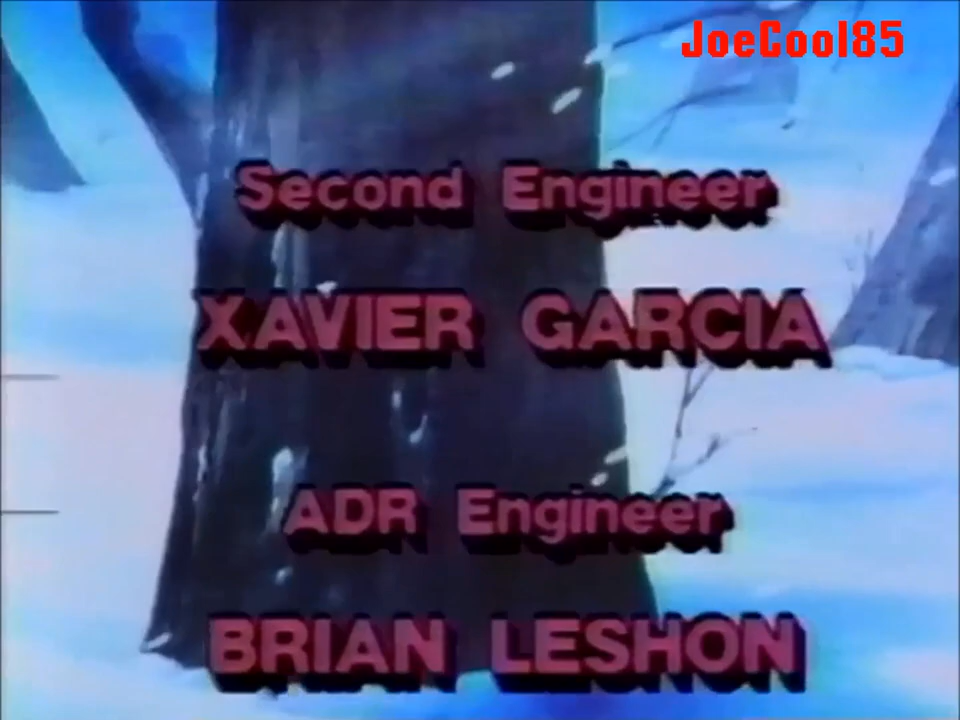 JoeCool85
Second Engineer
XAVIER GARCIA
ADR Engineer
BRIAN LESHON